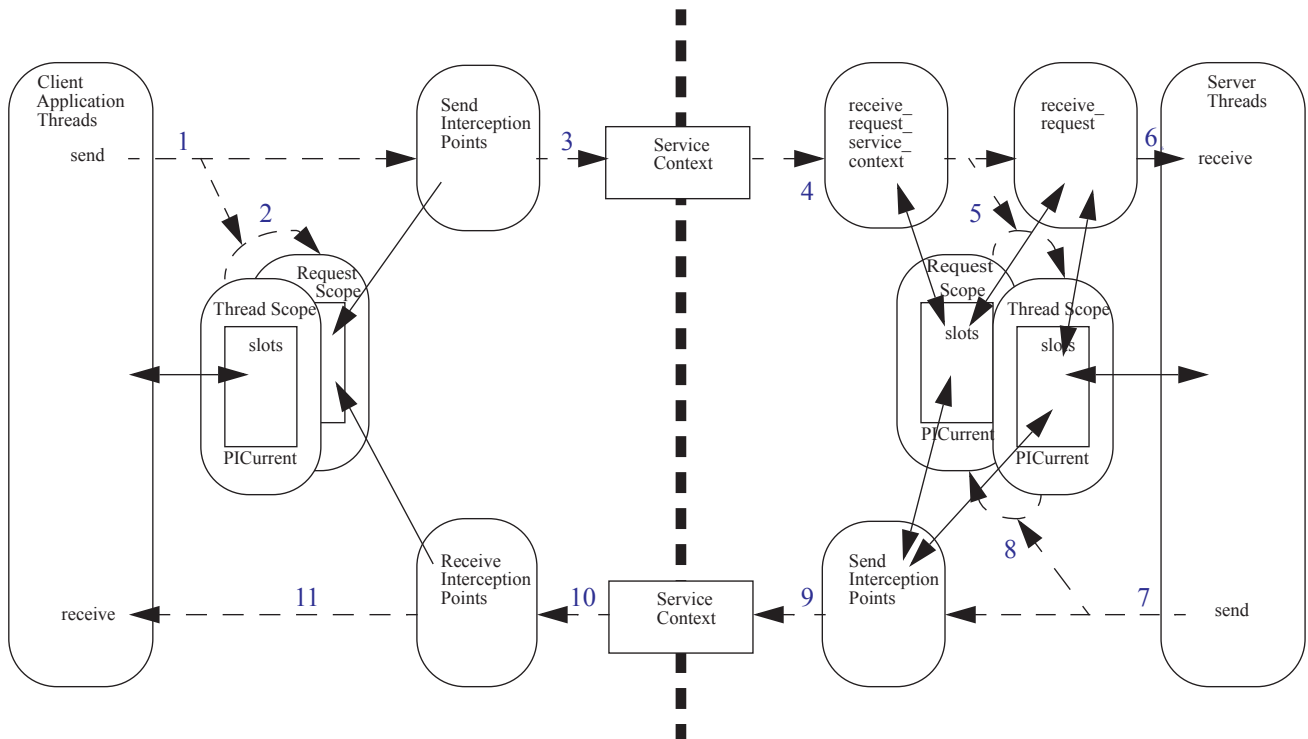 Client
Application
Threads
send
1
2
Send
Interception
Points
3
Service
Context
4
receive_
request_
service_
context
5
receive_
request_
6
Server
Threads
receive
Request
Scope
Thread Scope
slots
PICurrent
Request
Scope
slots
PICurrent
Thread Scope
slots
PICurrent
8
7
send
Send
Interception
Points
9
Service
Context
10
Receive
Interception
Points
11
receive